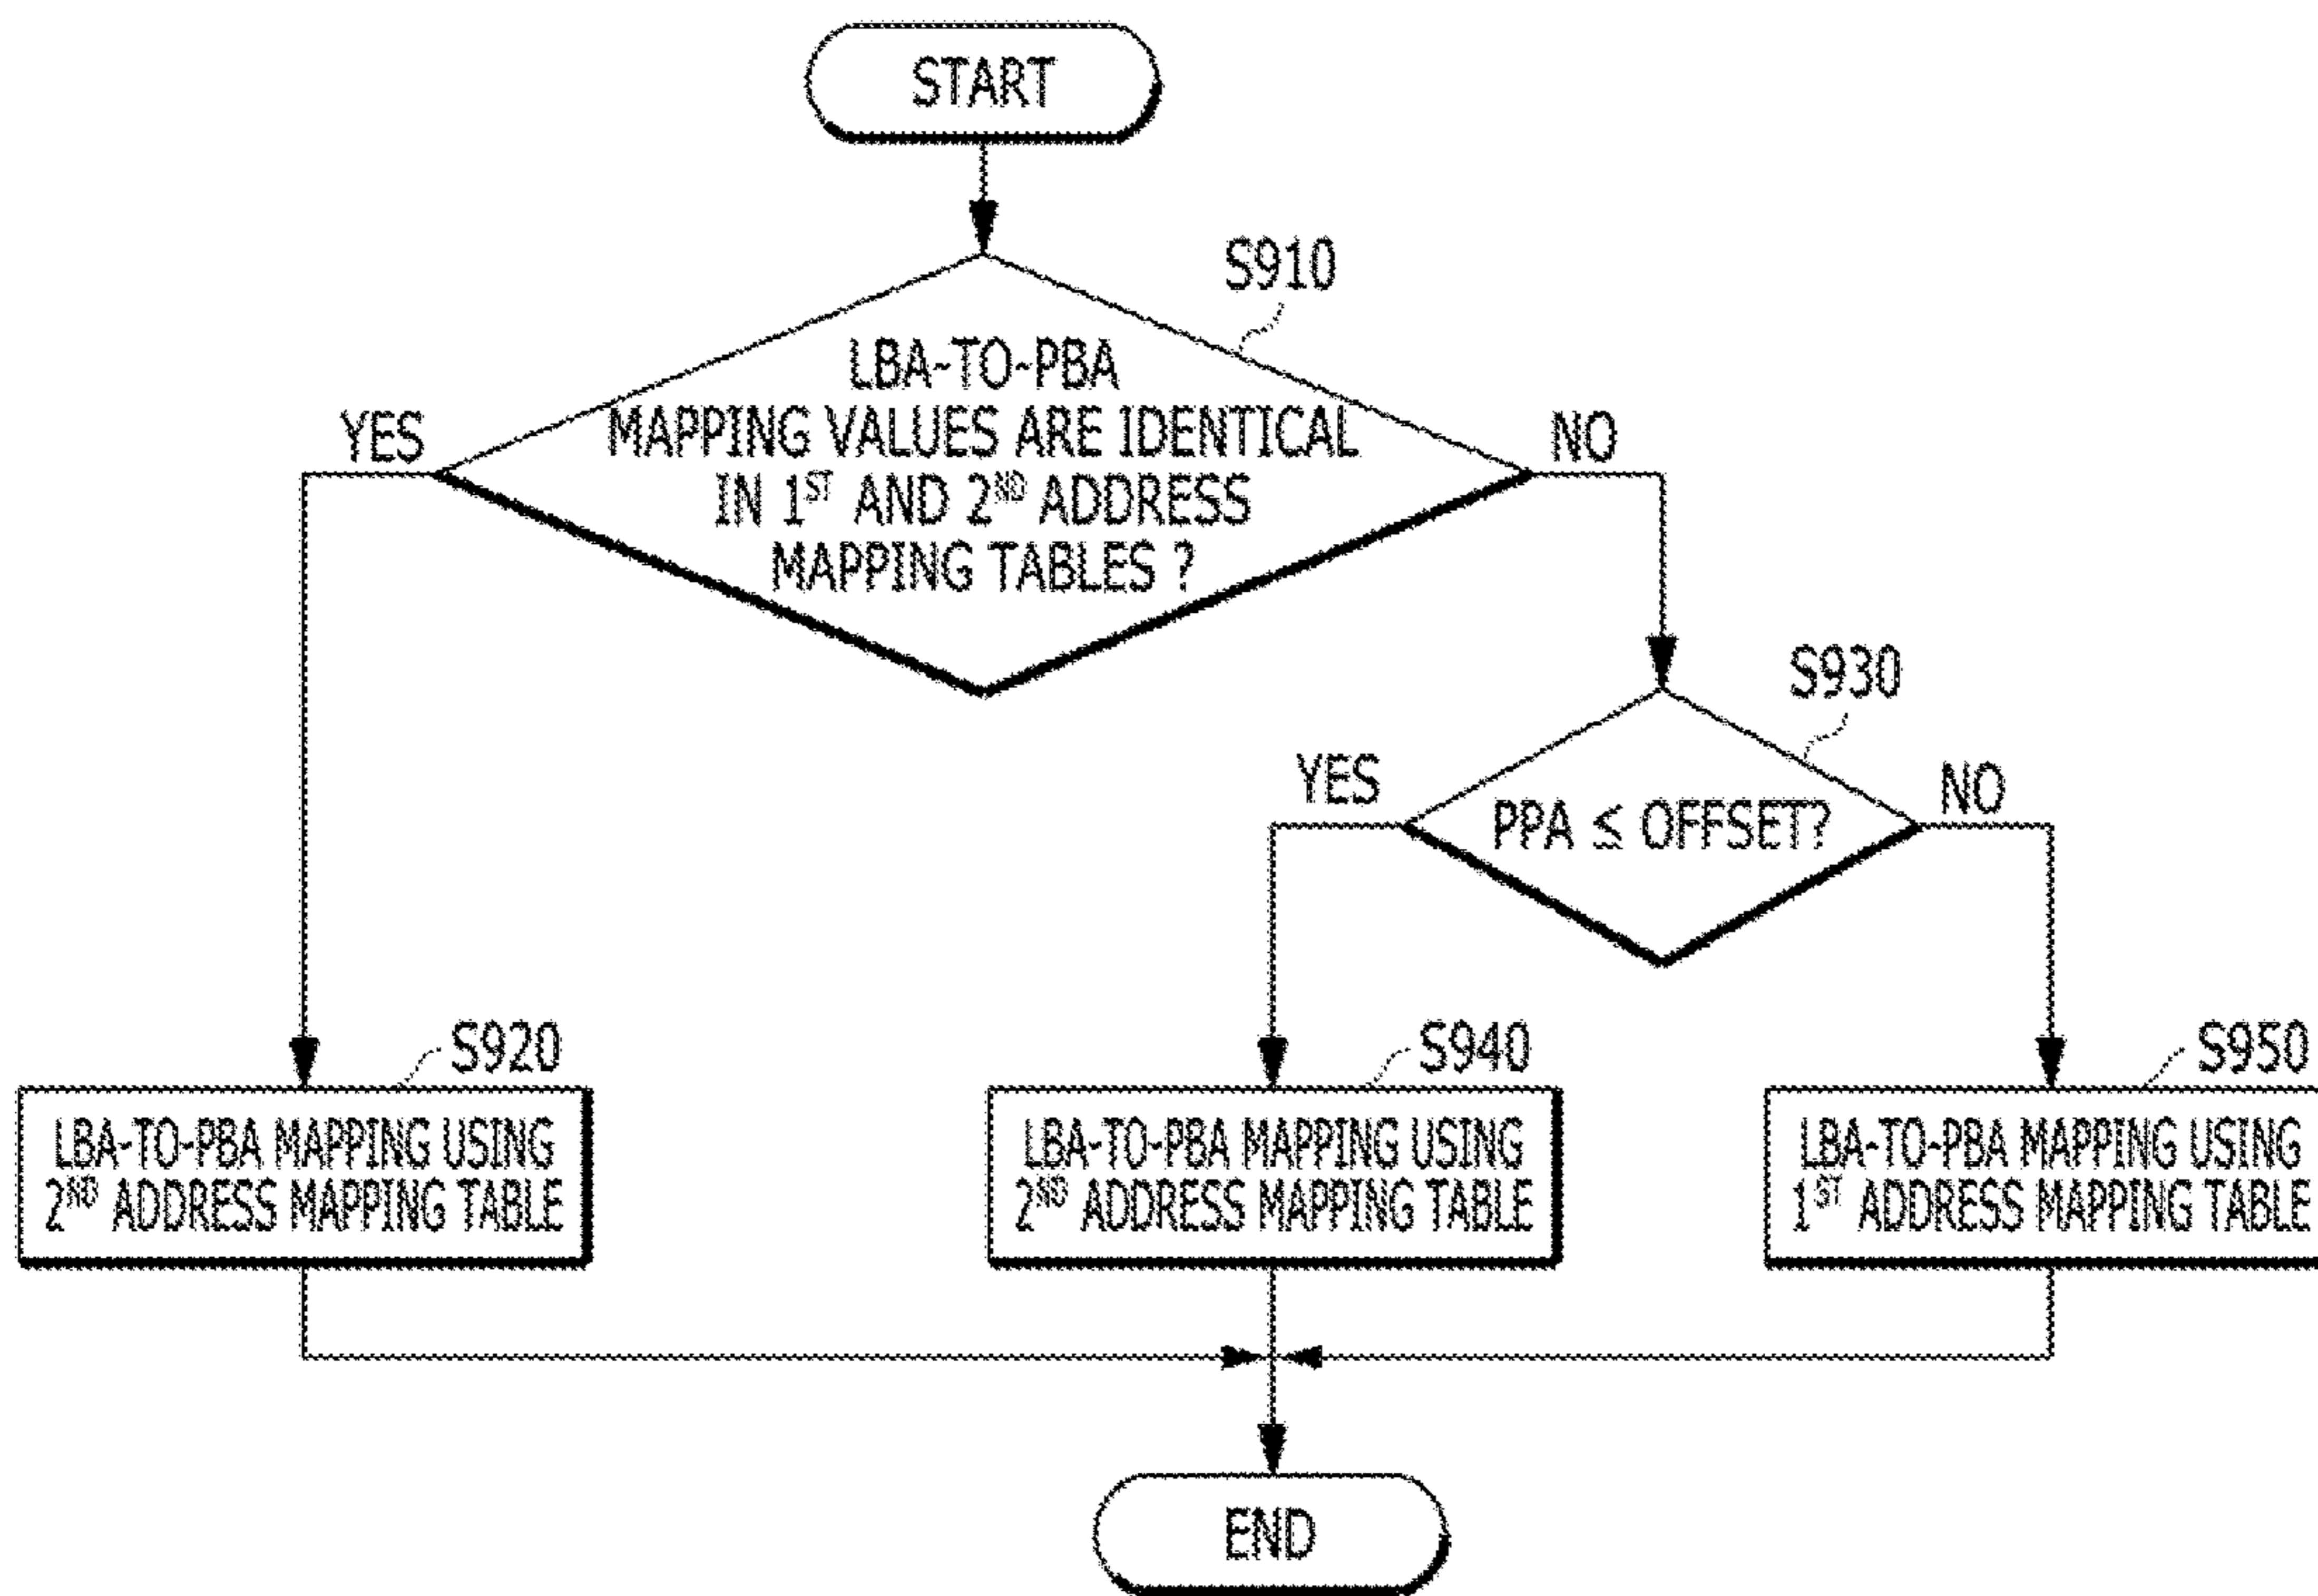 START
S910
LBA-TO-PBA
MAPPING VALUES ARE IDENTICAL
IN 1ST AND 2ND ADDRESS
MAPPING TABLES ?
YES
NO
S930
PPA ≤ OFFSET?
YES
NO
S920
LBA-TO-PBA MAPPING USING
2ND ADDRESS MAPPING TABLE
S940
LBA-TO-PBA MAPPING USING
2ND ADDRESS MAPPING TABLE
S950
LBA-TO-PBA MAPPING USING
1ST ADDRESS MAPPING TABLE
END